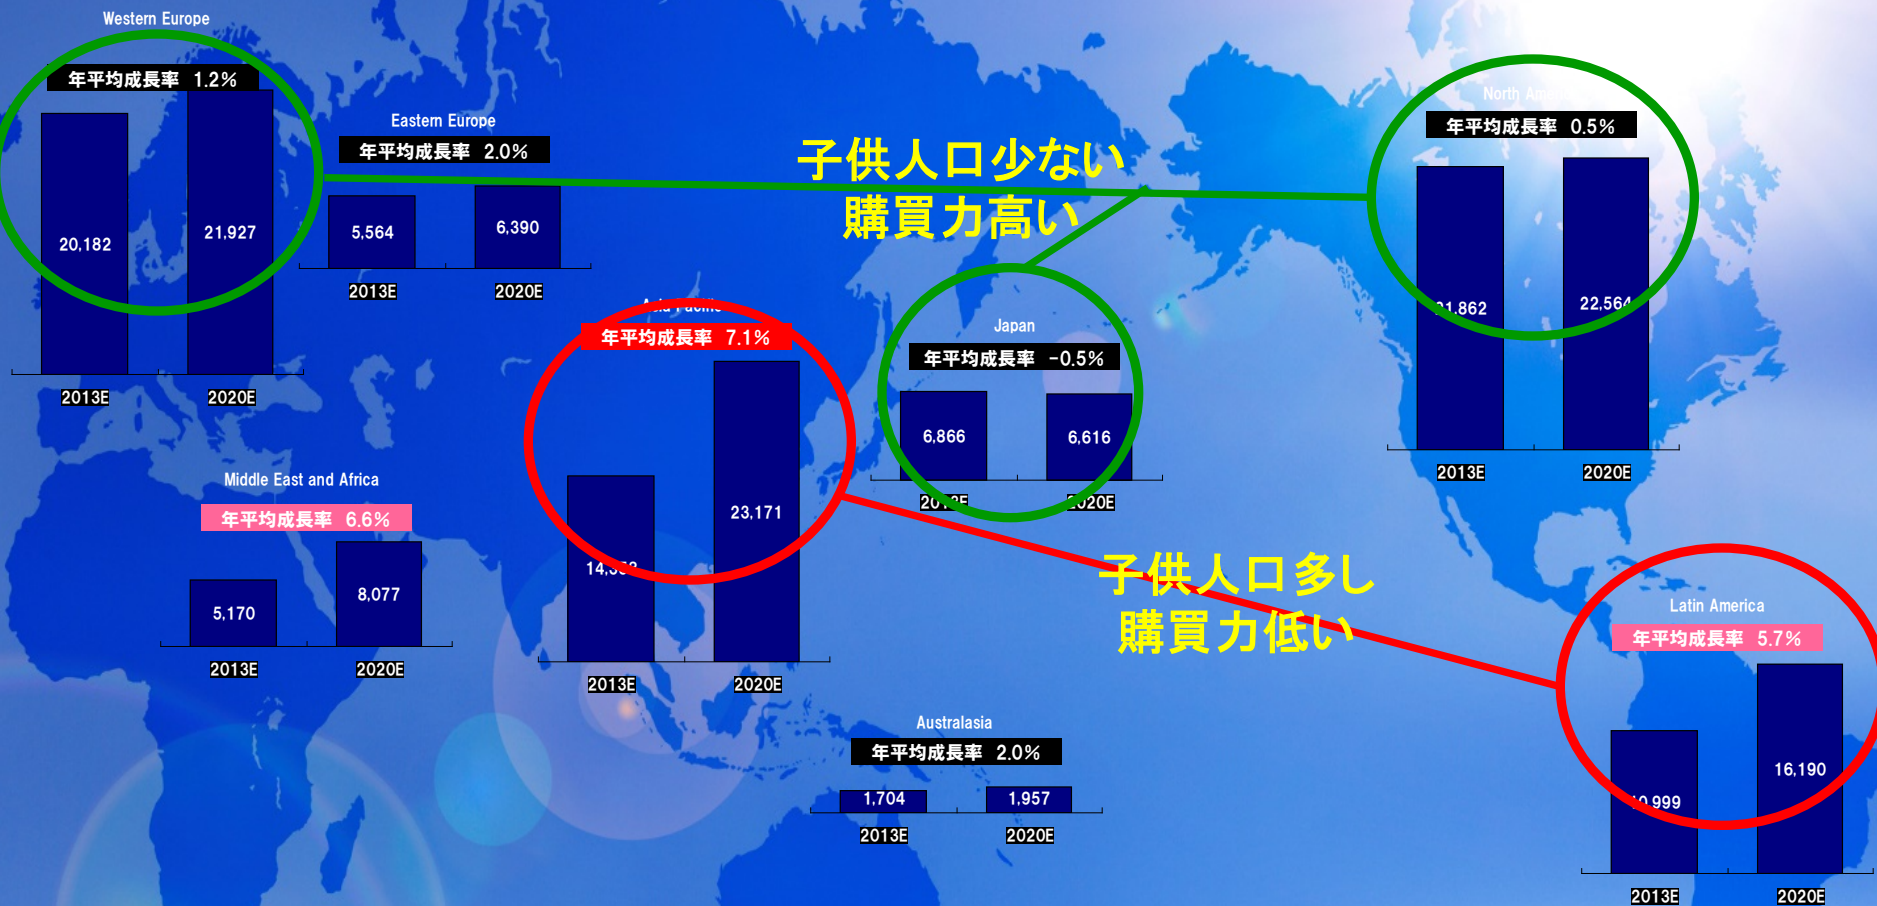 Western Europe
年平均成長率 1.2%
20,182
21,927
2013E
2020E
Eastern Europe
年平均成長率 2.0%
5,564
6,390
2013E
2020E
子供人口少ない
購買力高い
North
年平均成長率 0.5%
22,564
2013E
2020E
Asia Pacific
年平均成長率 7.1%
23,171
2013E
2020E
Japan
年平均成長率 -0.5%
6,866
6,616
2013E
2020E
Middle East and Africa
年平均成長率 6.6%
5,170
8,077
2013E
2020E
子供人口多し
購買力低い
Latin America
年平均成長率 5.7%
10,999
16,190
2013E
2020E
Australasia
年平均成長率 2.0%
1,704
1,957
2013E
2020E